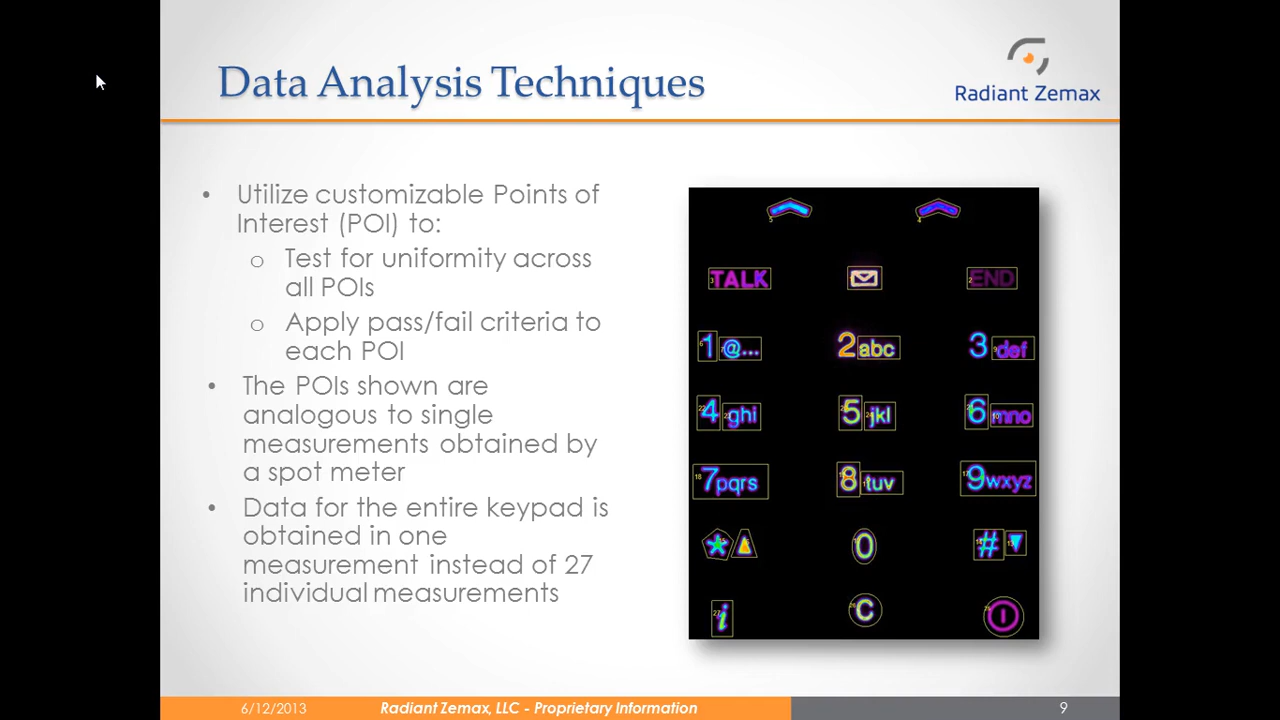 Data Analysis Techniques
Radiant Zemax
• Utilize customizable Points of
Interest (POI) to:
o Test for uniformity across
all POIs
o Apply pass/fail criteria to
each POI
• The POIs shown are
analogous to single
measurements obtained by
a spot meter
• Data for the entire keypad is
obtained in one
measurement instead of 27
individual measurements
TALK END
1 @... 2 abc 3 def
4 ghi 5 jkl 6 mno
7pqrs 8 tuv 9wxyz
* 0 #
i C
6/12/2013 Radiant Zemax, LLC - Proprietary Information 9